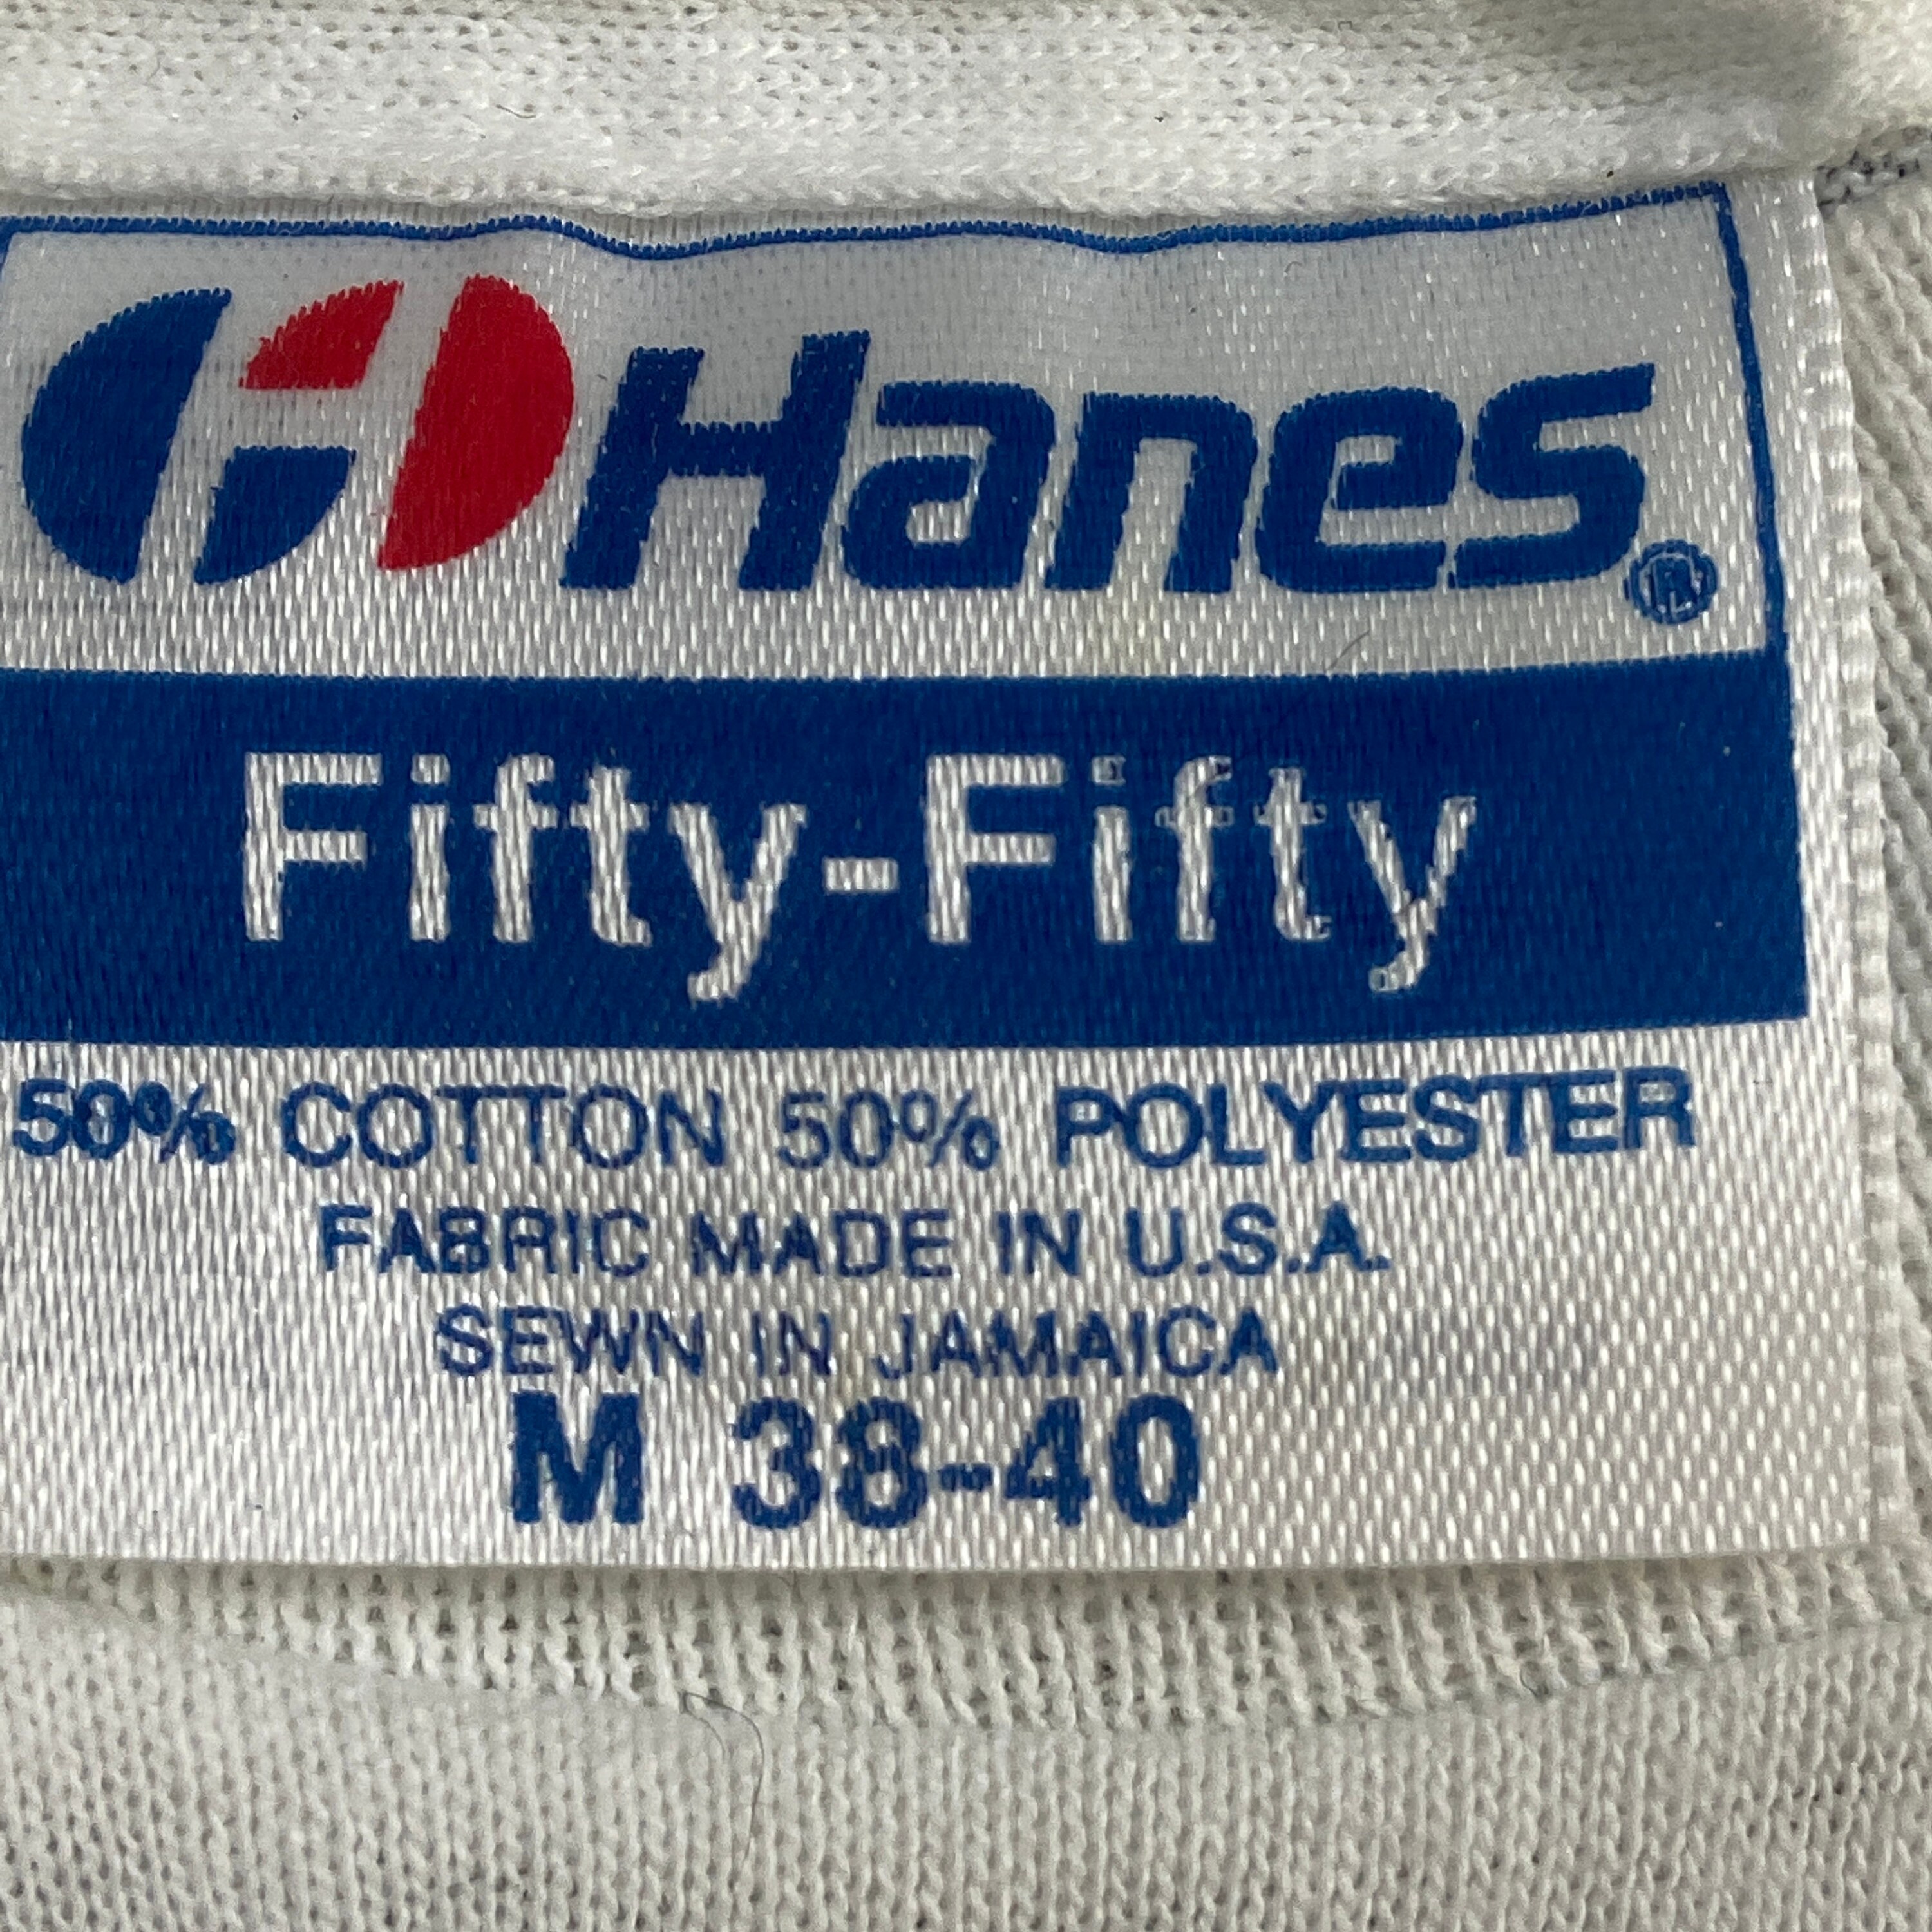 Hanes®
Fifty-Fifty
50% COTTON 50% POLYESTER
FABRIC MADE IN U.S.A.
SEWN IN JAMAICA
M 38-40